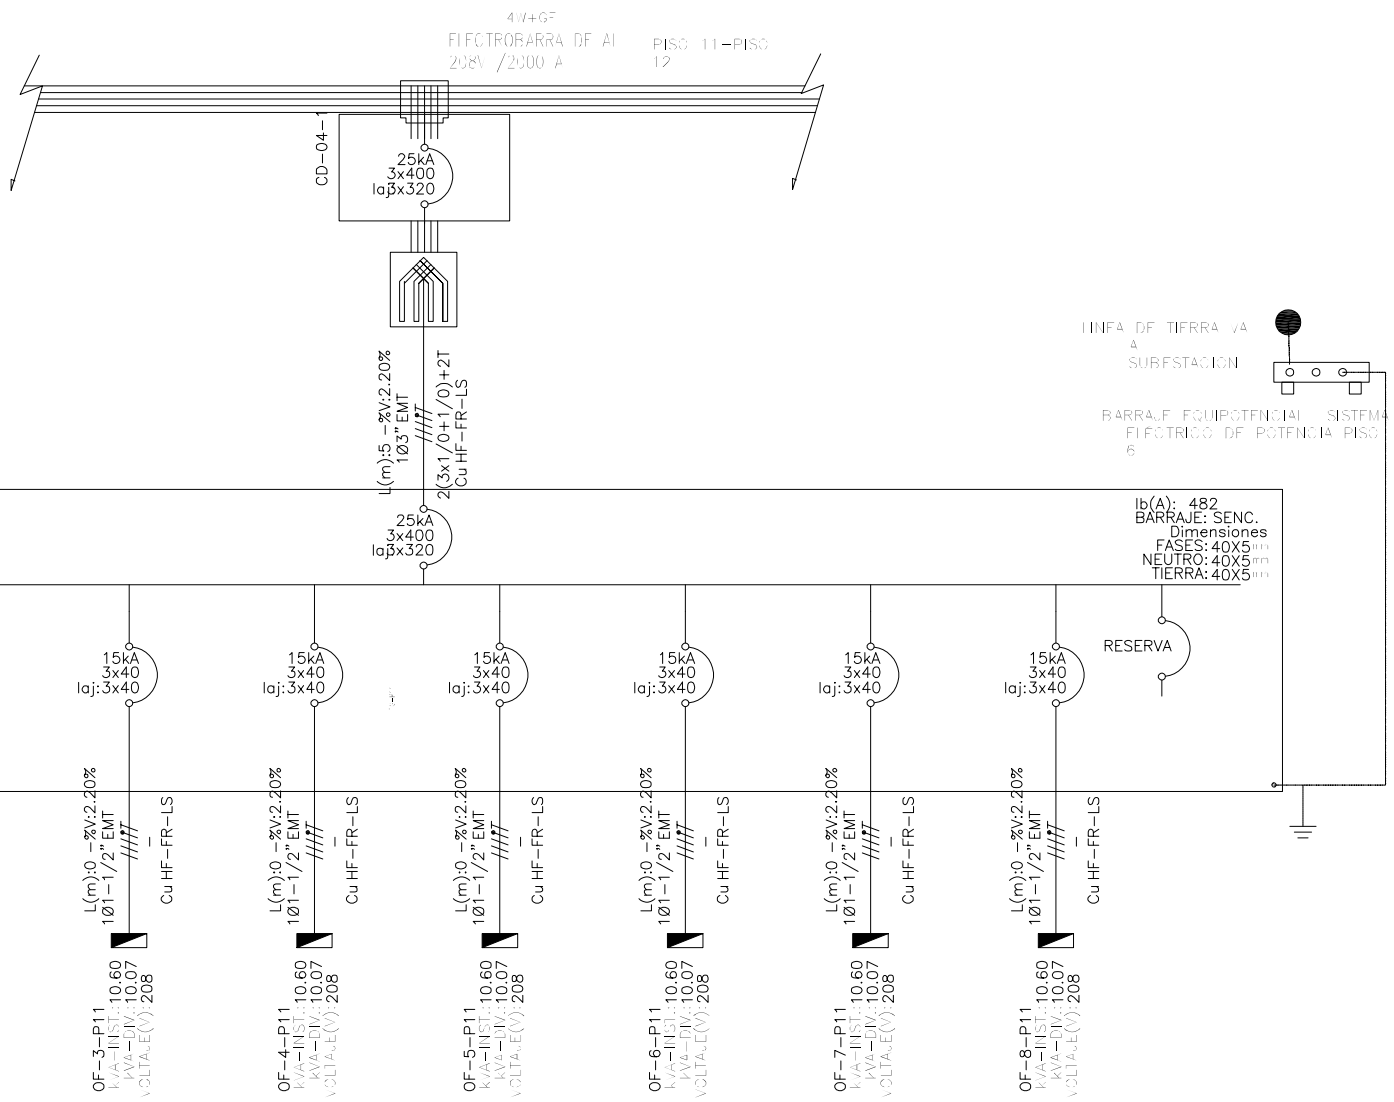 4W+GF
ELECTROBARRA DE AL
208V /2000 A
PISO 11-PISO
12
CD-04-1
25kA
3x400
Iaj:3x320
L(m):5 -%V:2.20%
1Ø3" EMT
2(3x1/0+1/0)+2T
Cu HF-FR-LS
LINEA DE TIERRA VA
A
SUBESTACION
BARRAJE EQUIPOTENCIAL SISTEMA
ELÉCTRICO DE POTENCIA PISO
6
25kA
3x400
Iaj:3x320
Ib(A): 482
BARRAJE: SENC.
Dimensiones
FASES: 40X5mm
NEUTRO: 40X5mm
TIERRA: 40X5mm
15kA
3x40
Iaj:3x40
15kA
3x40
Iaj:3x40
15kA
3x40
Iaj:3x40
15kA
3x40
Iaj:3x40
15kA
3x40
Iaj:3x40
15kA
3x40
Iaj:3x40
RESERVA
L(m):0 -%V:2.20%
1Ø1-1/2" EMT
-
Cu HF-FR-LS
L(m):0 -%V:2.20%
1Ø1-1/2" EMT
-
Cu HF-FR-LS
L(m):0 -%V:2.20%
1Ø1-1/2" EMT
-
Cu HF-FR-LS
L(m):0 -%V:2.20%
1Ø1-1/2" EMT
-
Cu HF-FR-LS
L(m):0 -%V:2.20%
1Ø1-1/2" EMT
-
Cu HF-FR-LS
L(m):0 -%V:2.20%
1Ø1-1/2" EMT
-
Cu HF-FR-LS
OF-3-P11
kVA-INST.:10.60
kVA-DIV.:10.07
VOLTAJE(V):208
OF-4-P11
kVA-INST.:10.60
kVA-DIV.:10.07
VOLTAJE(V):208
OF-5-P11
kVA-INST.:10.60
kVA-DIV.:10.07
VOLTAJE(V):208
OF-6-P11
kVA-INST.:10.60
kVA-DIV.:10.07
VOLTAJE(V):208
OF-7-P11
kVA-INST.:10.60
kVA-DIV.:10.07
VOLTAJE(V):208
OF-8-P11
kVA-INST.:10.60
kVA-DIV.:10.07
VOLTAJE(V):208